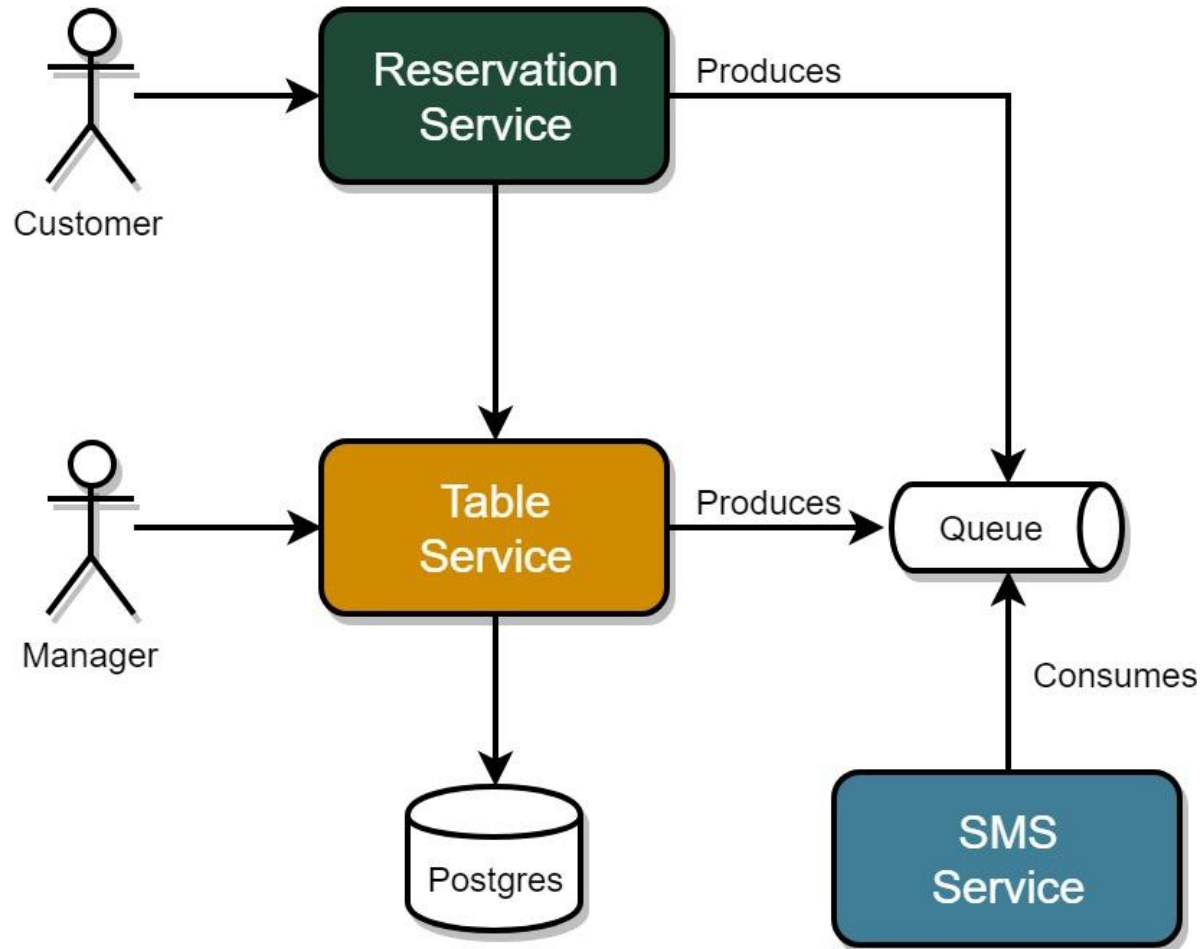 Reservation
Service
Produces
Customer
Table
Service
Produces
Queue
Manager
Consumes
Postgres
SMS
Service